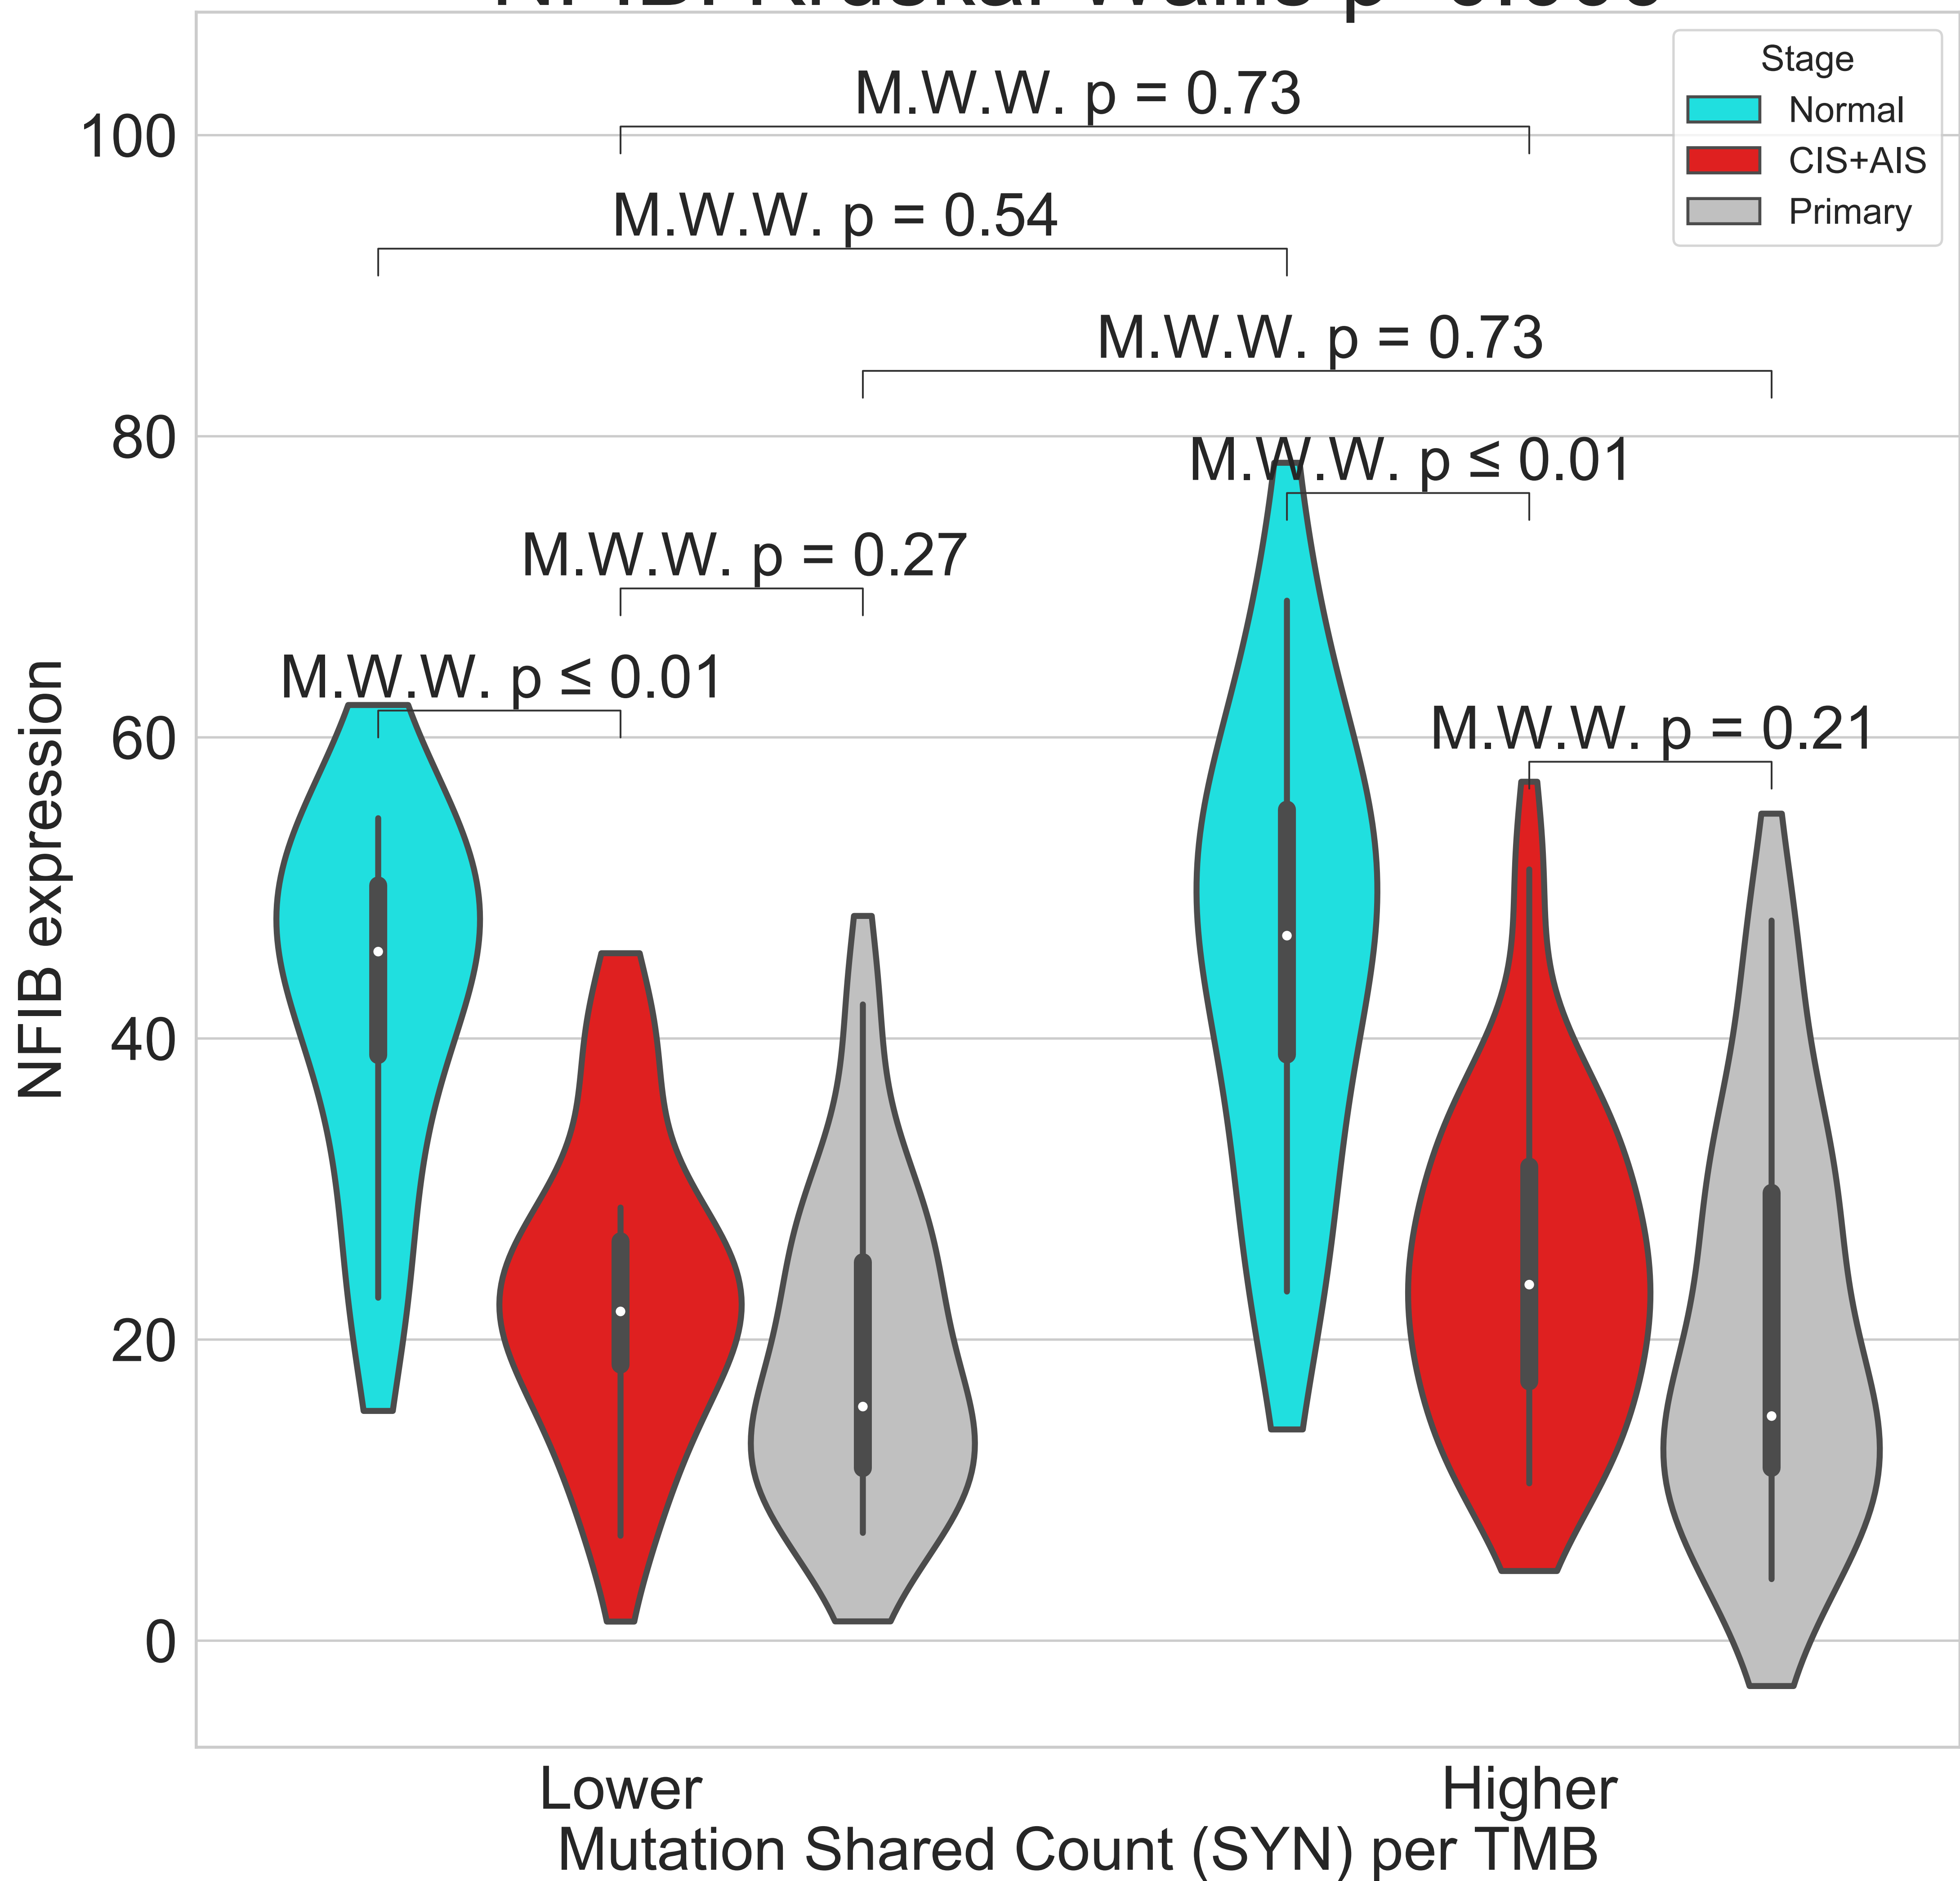 Stage
Normal
CIS+AIS
Primary
M.W.W. p = 0.73
M.W.W. p = 0.54
M.W.W. p = 0.73
M.W.W. p ≤ 0.01
M.W.W. p = 0.27
M.W.W. p ≤ 0.01
M.W.W. p = 0.21
100
80
60
40
20
0
NFIB expression
Lower
Higher
Mutation Shared Count (SYN) per TMB